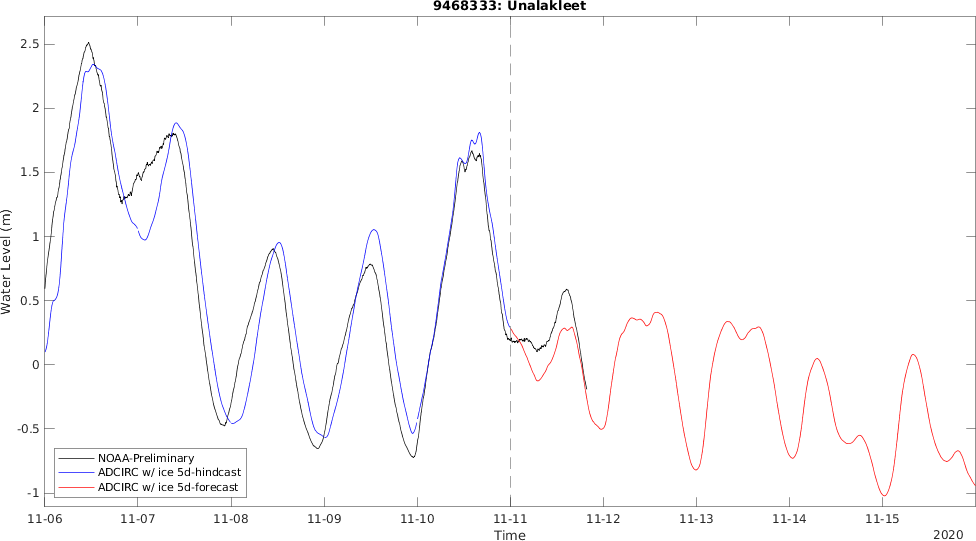 9468333: Unalakleet
Water Level (m)
2.5
2
1.5
1
0.5
0
-0.5
-1
NOAA-Preliminary
ADCIRC w/ ice 5d-hindcast
ADCIRC w/ ice 5d-forecast
11-06 11-07 11-08 11-09 11-10 11-11 11-12 11-13 11-14 11-15
Time
2020